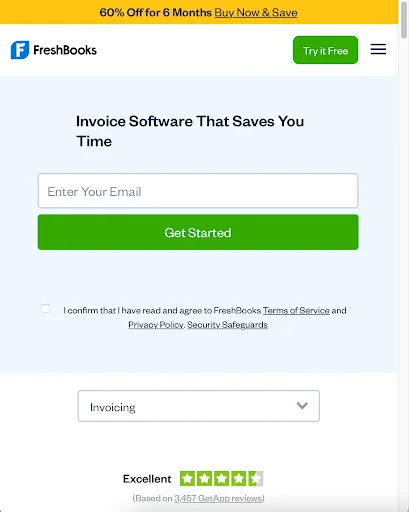 60% Off for 6 Months Buy Now & Save
FreshBooks
Try it Free
Invoice Software That Saves You
Time
Enter Your Email
Get Started
I confirm that I have read and agree to FreshBooks Terms of Service and
Privacy Policy, Security Safeguards
Invoicing
Excellent
(Based on 3,457 GetApp reviews)